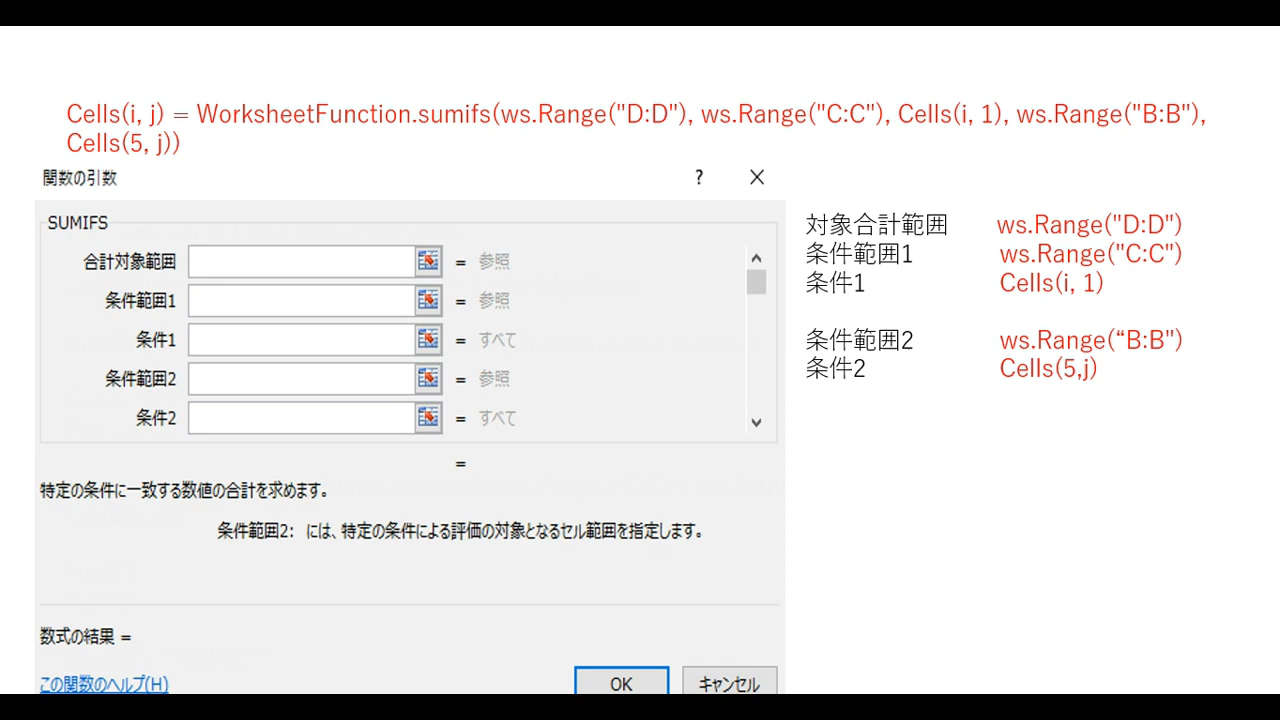 Cells(i, j) = WorksheetFunction.sumifs(ws.Range("D:D"), ws.Range("C:C"), Cells(i, 1), ws.Range("B:B"),
Cells(5, j))
関数の引数 ? ×
SUMIFS
合計対象範囲 = 参照
条件範囲1 = 参照
条件1 = すべて
条件範囲2 = 参照
条件2 = すべて
=
特定の条件に一致する数値の合計を求めます。
条件範囲2: には、特定の条件による評価の対象となるセル範囲を指定します。
数式の結果 =
この関数のヘルプ(H)
OK キャンセル
対象合計範囲 ws.Range("D:D")
条件範囲1 ws.Range("C:C")
条件1 Cells(i, 1)
条件範囲2 ws.Range(“B:B")
条件2 Cells(5,j)